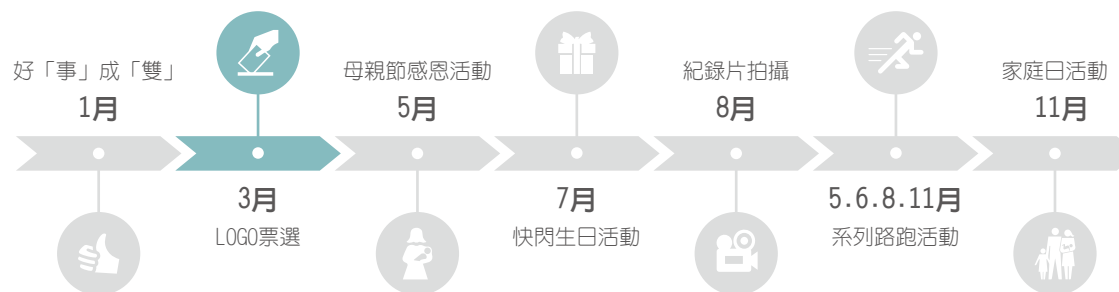 好「事」成「雙」
1月
3月
LOGO票選
母親節感恩活動
5月
7月
快閃生日活動
紀錄片拍攝
8月
5.6.8.11月
系列路跑活動
家庭日活動
11月